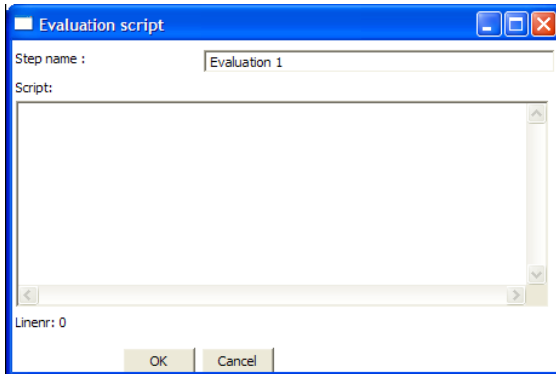 Evaluation script
Step name : Evaluation 1
Script:
Linenr: 0
OK Cancel